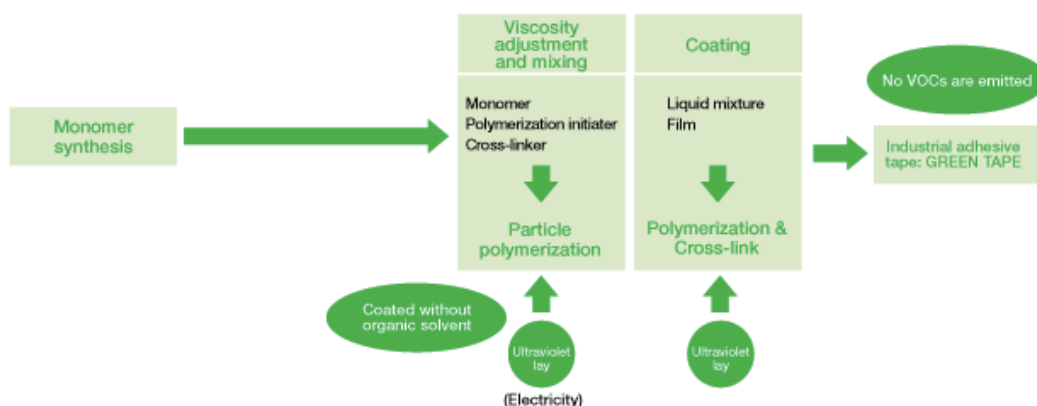 Viscosity
adjustment
and mixing
Coating
No VOCs are emitted
Monomer
synthesis
Monomer
Polymerization initiater
Cross-linker
Liquid mixture
Film
Industrial adhesive
tape: GREEN TAPE
Particle
polymerization
Polymerization &
Cross-link
Coated without
organic solvent
Ultraviolet
lay
Ultraviolet
lay
(Electricity)